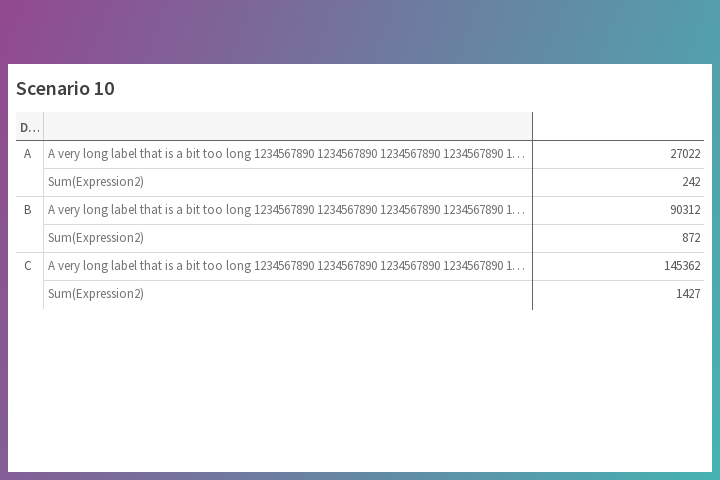 Scenario 10
D…
A A very long label that is a bit too long 1234567890 1234567890 1234567890 1234567890 1… 27022
Sum(Expression2) 242
B A very long label that is a bit too long 1234567890 1234567890 1234567890 1234567890 1… 90312
Sum(Expression2) 872
C A very long label that is a bit too long 1234567890 1234567890 1234567890 1234567890 1… 145362
Sum(Expression2) 1427